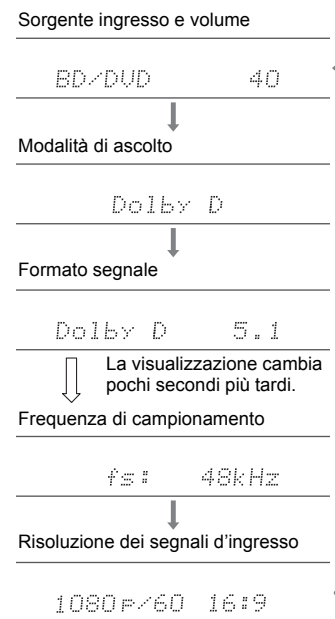 Sorgente ingresso e volume
BD/DVD 40
Modalità di ascolto
Dolby D
Formato segnale
Dolby D 5.1
La visualizzazione cambia
pochi secondi più tardi.
Frequenza di campionamento
fs: 48kHz
Risoluzione dei segnali d'ingresso
1080p/60 16:9